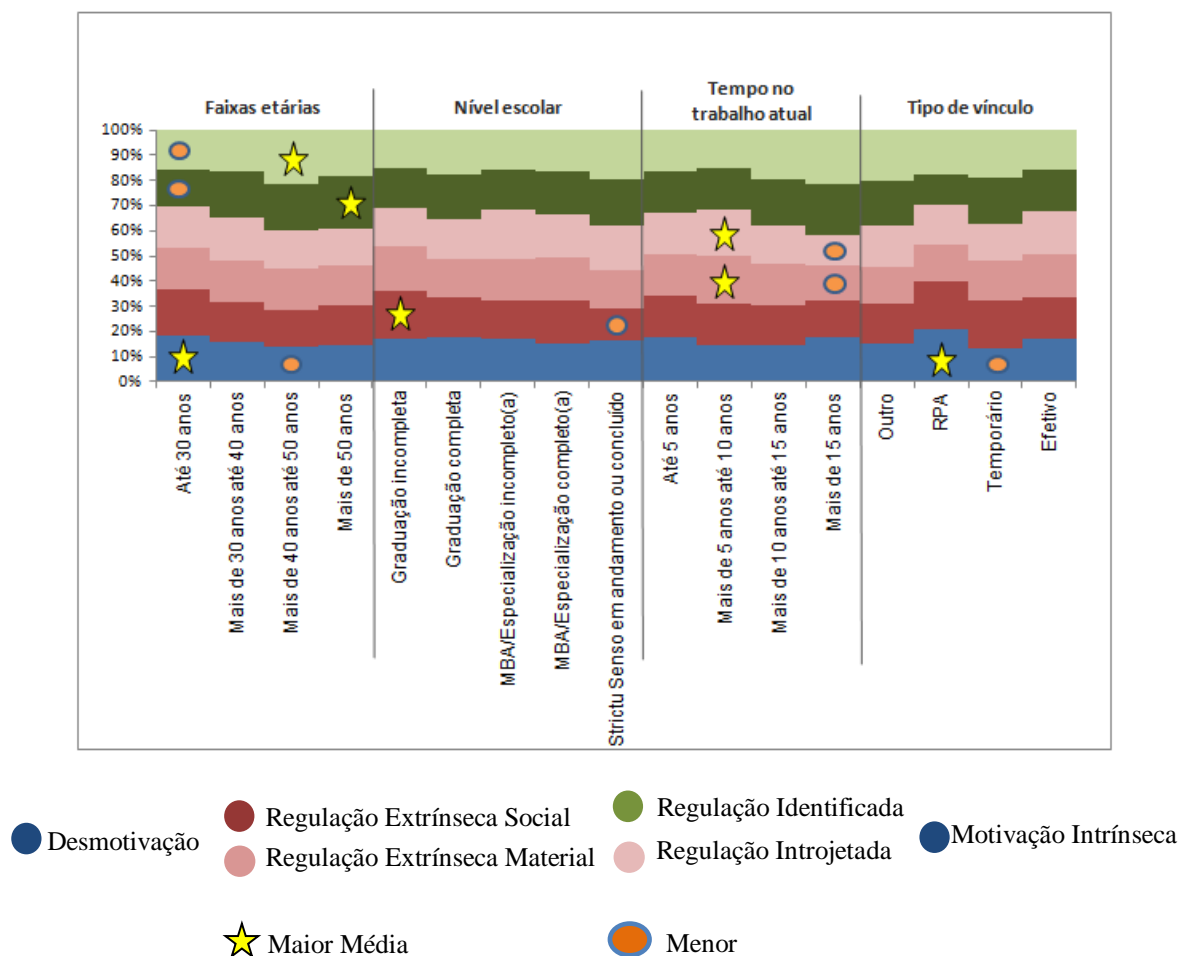 Faixas etárias
Nível escolar
Tempo no
trabalho atual
Tipo de vínculo
100%
90%
80%
70%
60%
50%
40%
30%
20%
10%
0%
Até 30 anos
Mais de 30 anos até 40 anos
Mais de 40 anos até 50 anos
Mais de 50 anos
Graduação incompleta
Graduação completa
MBA/Especialização incompleto(a)
MBA/Especialização completo(a)
Strictu Senso em andamento ou concluído
Até 5 anos
Mais de 5 anos até 10 anos
Mais de 10 anos até 15 anos
Mais de 15 anos
Outro
RPA
Temporário
Efetivo
Desmotivação
Regulação Extrínseca Social
Regulação Extrínseca Material
Regulação Identificada
Regulação Introjetada
Motivação Intrínseca
Maior Média
Menor